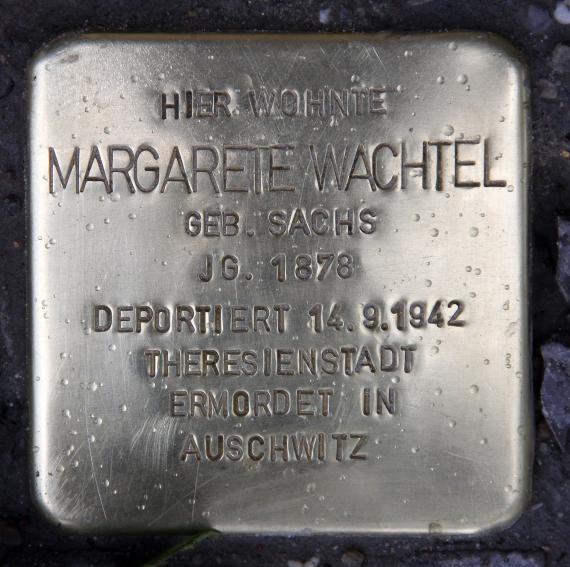 HIER WOHNTE
MARGARETE WACHTEL
GEB. SACHS
JG. 1878
DEPORTIERT 14.9.1942
THERESIENSTADT
ERMORDET IN
AUSCHWITZ